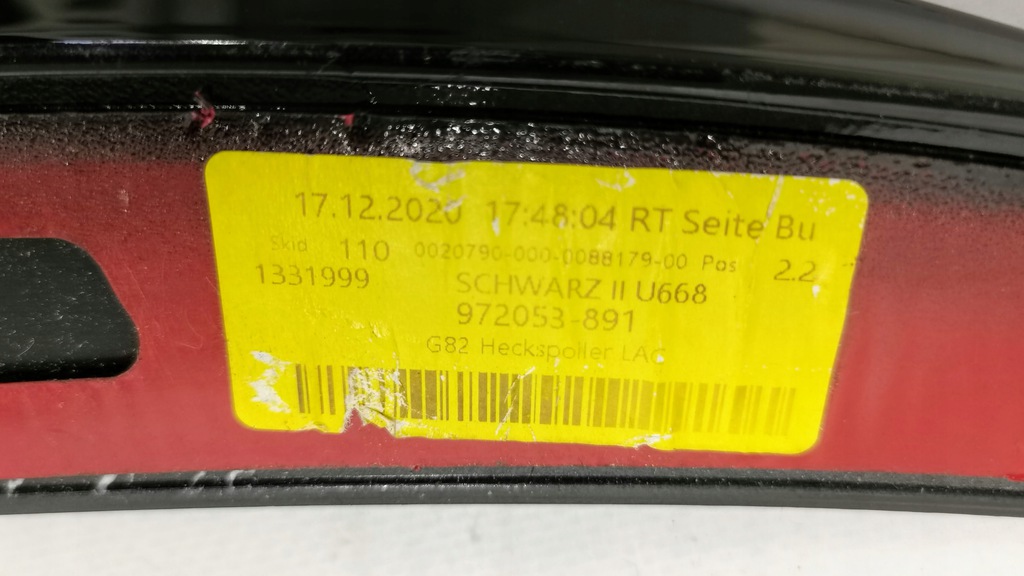 17.12.2020 17:48:04 RT Seite Bu
Skid 110 0020790-000-0088179-00 Pos 2.2
1331999 SCHWARZ II U668
972053-891
G82 Heckspoiler LAC